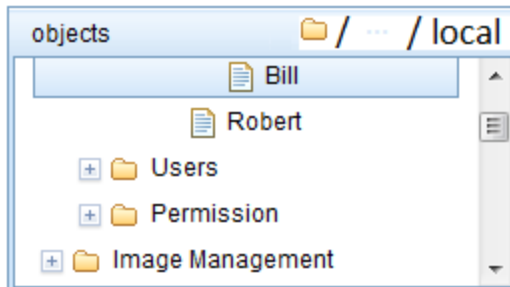 objects / ... / local
Bill
Robert
Users
Permission
Image Management